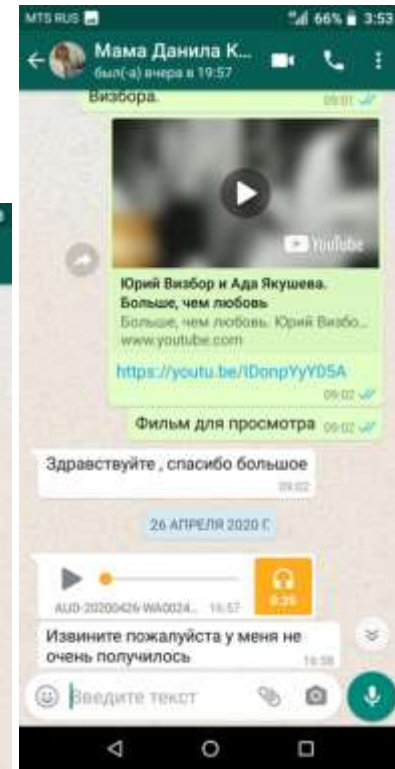 MTS RUS
66% 3:53
Мама Данила К...
был(-а) вчера в 19:57
Визбора.
09:01
YouTube
Юрий Визбор и Ада Якушева.
Больше, чем любовь
Больше, чем любовь. Юрий Визбо...
www.youtube.com
https://youtu.be/IDonpYyY05A
09:02
Фильм для просмотра 09:02
Здравствуйте , спасибо большое
09:02
26 АПРЕЛЯ 2020 Г.
0:39
AUD-20200426-WA0024... 16:57
Извините пожалуйста у меня не
очень получилось
16:58
Введите текст